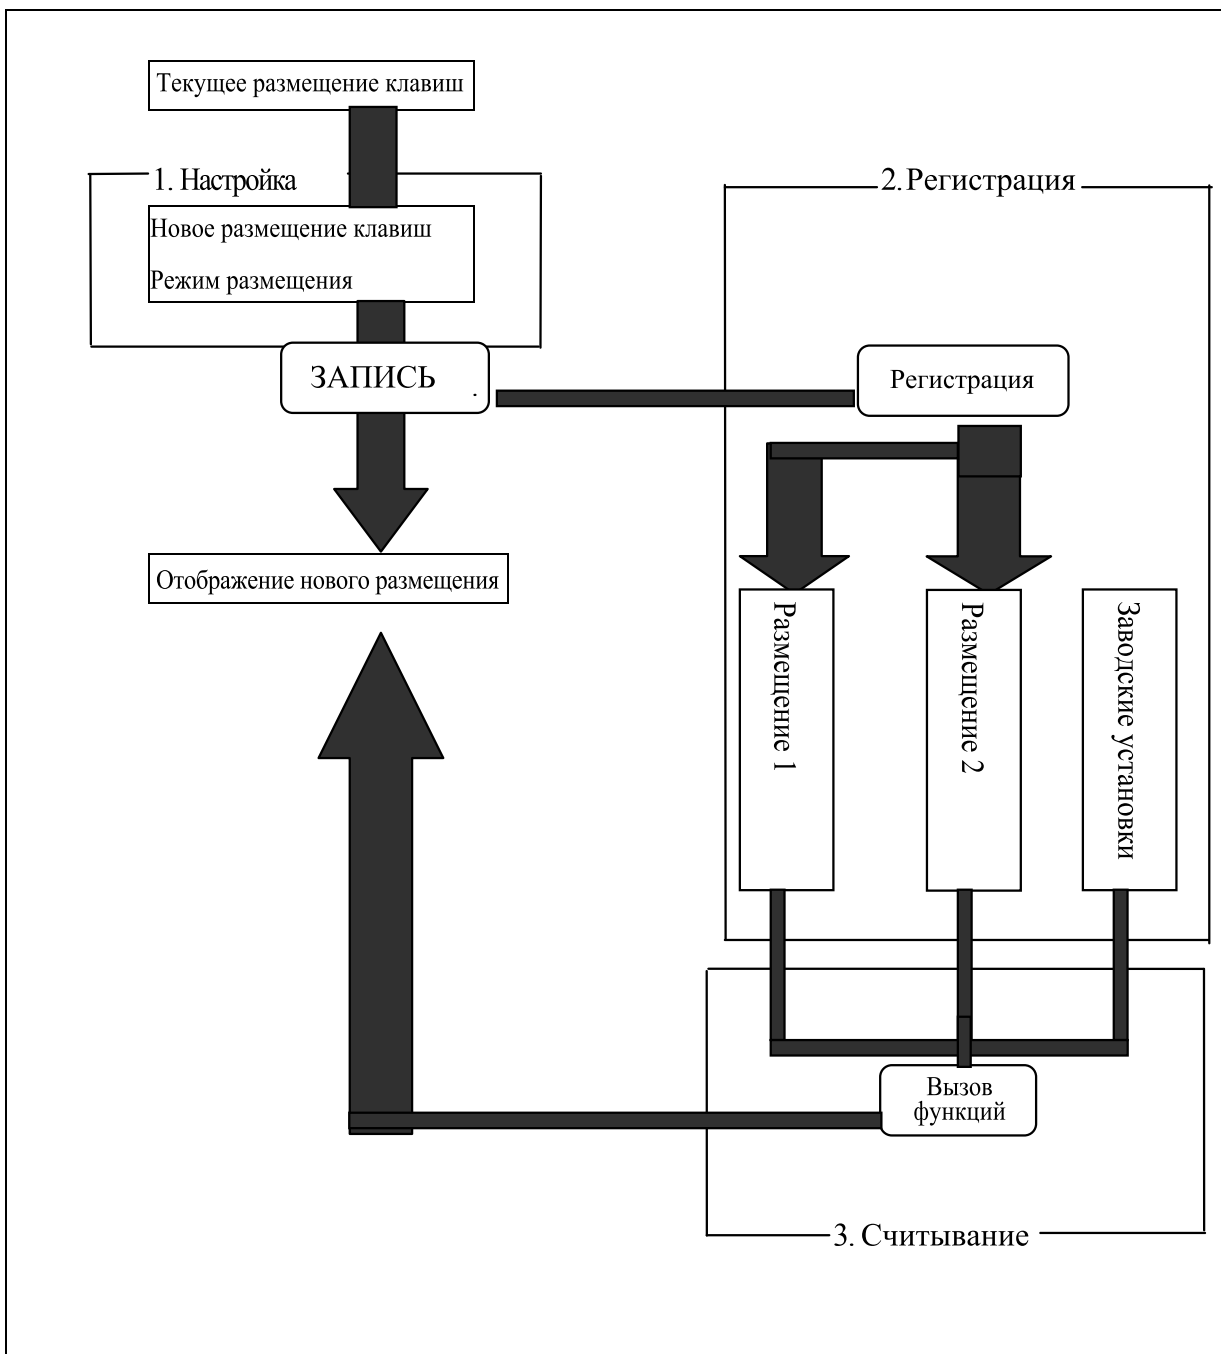 Текущее размещение клавиш
1. Настройка
2. Регистрация
Новое размещение клавиш
Режим размещения
ЗАПИСЬ .
Регистрация
Отображение нового размещения
Размещение 1
Размещение 2
Заводские установки
Вызов
функций
3. Считывание